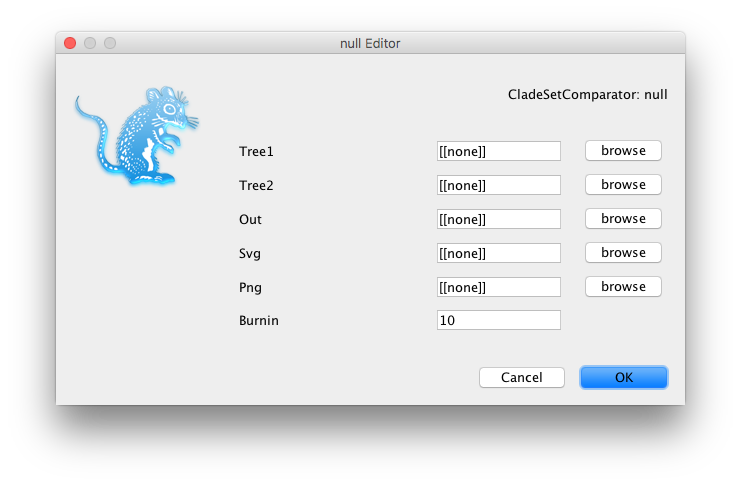 null Editor
CladeSetComparator: null
Tree1 [[none]] browse
Tree2 [[none]] browse
Out [[none]] browse
Svg [[none]] browse
Png [[none]] browse
Burnin 10
Cancel OK